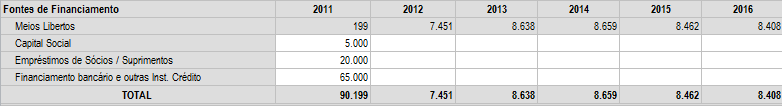 Fontes de Financiamento 2011 2012 2013 2014 2015 2016
Meios Libertos 199 7.451 8.638 8.659 8.462 8.408
Capital Social 5.000
Empréstimos de Sócios / Suprimentos 20.000
Financiamento bancário e outras Inst. Crédito 65.000
TOTAL 90.199 7.451 8.638 8.659 8.462 8.408